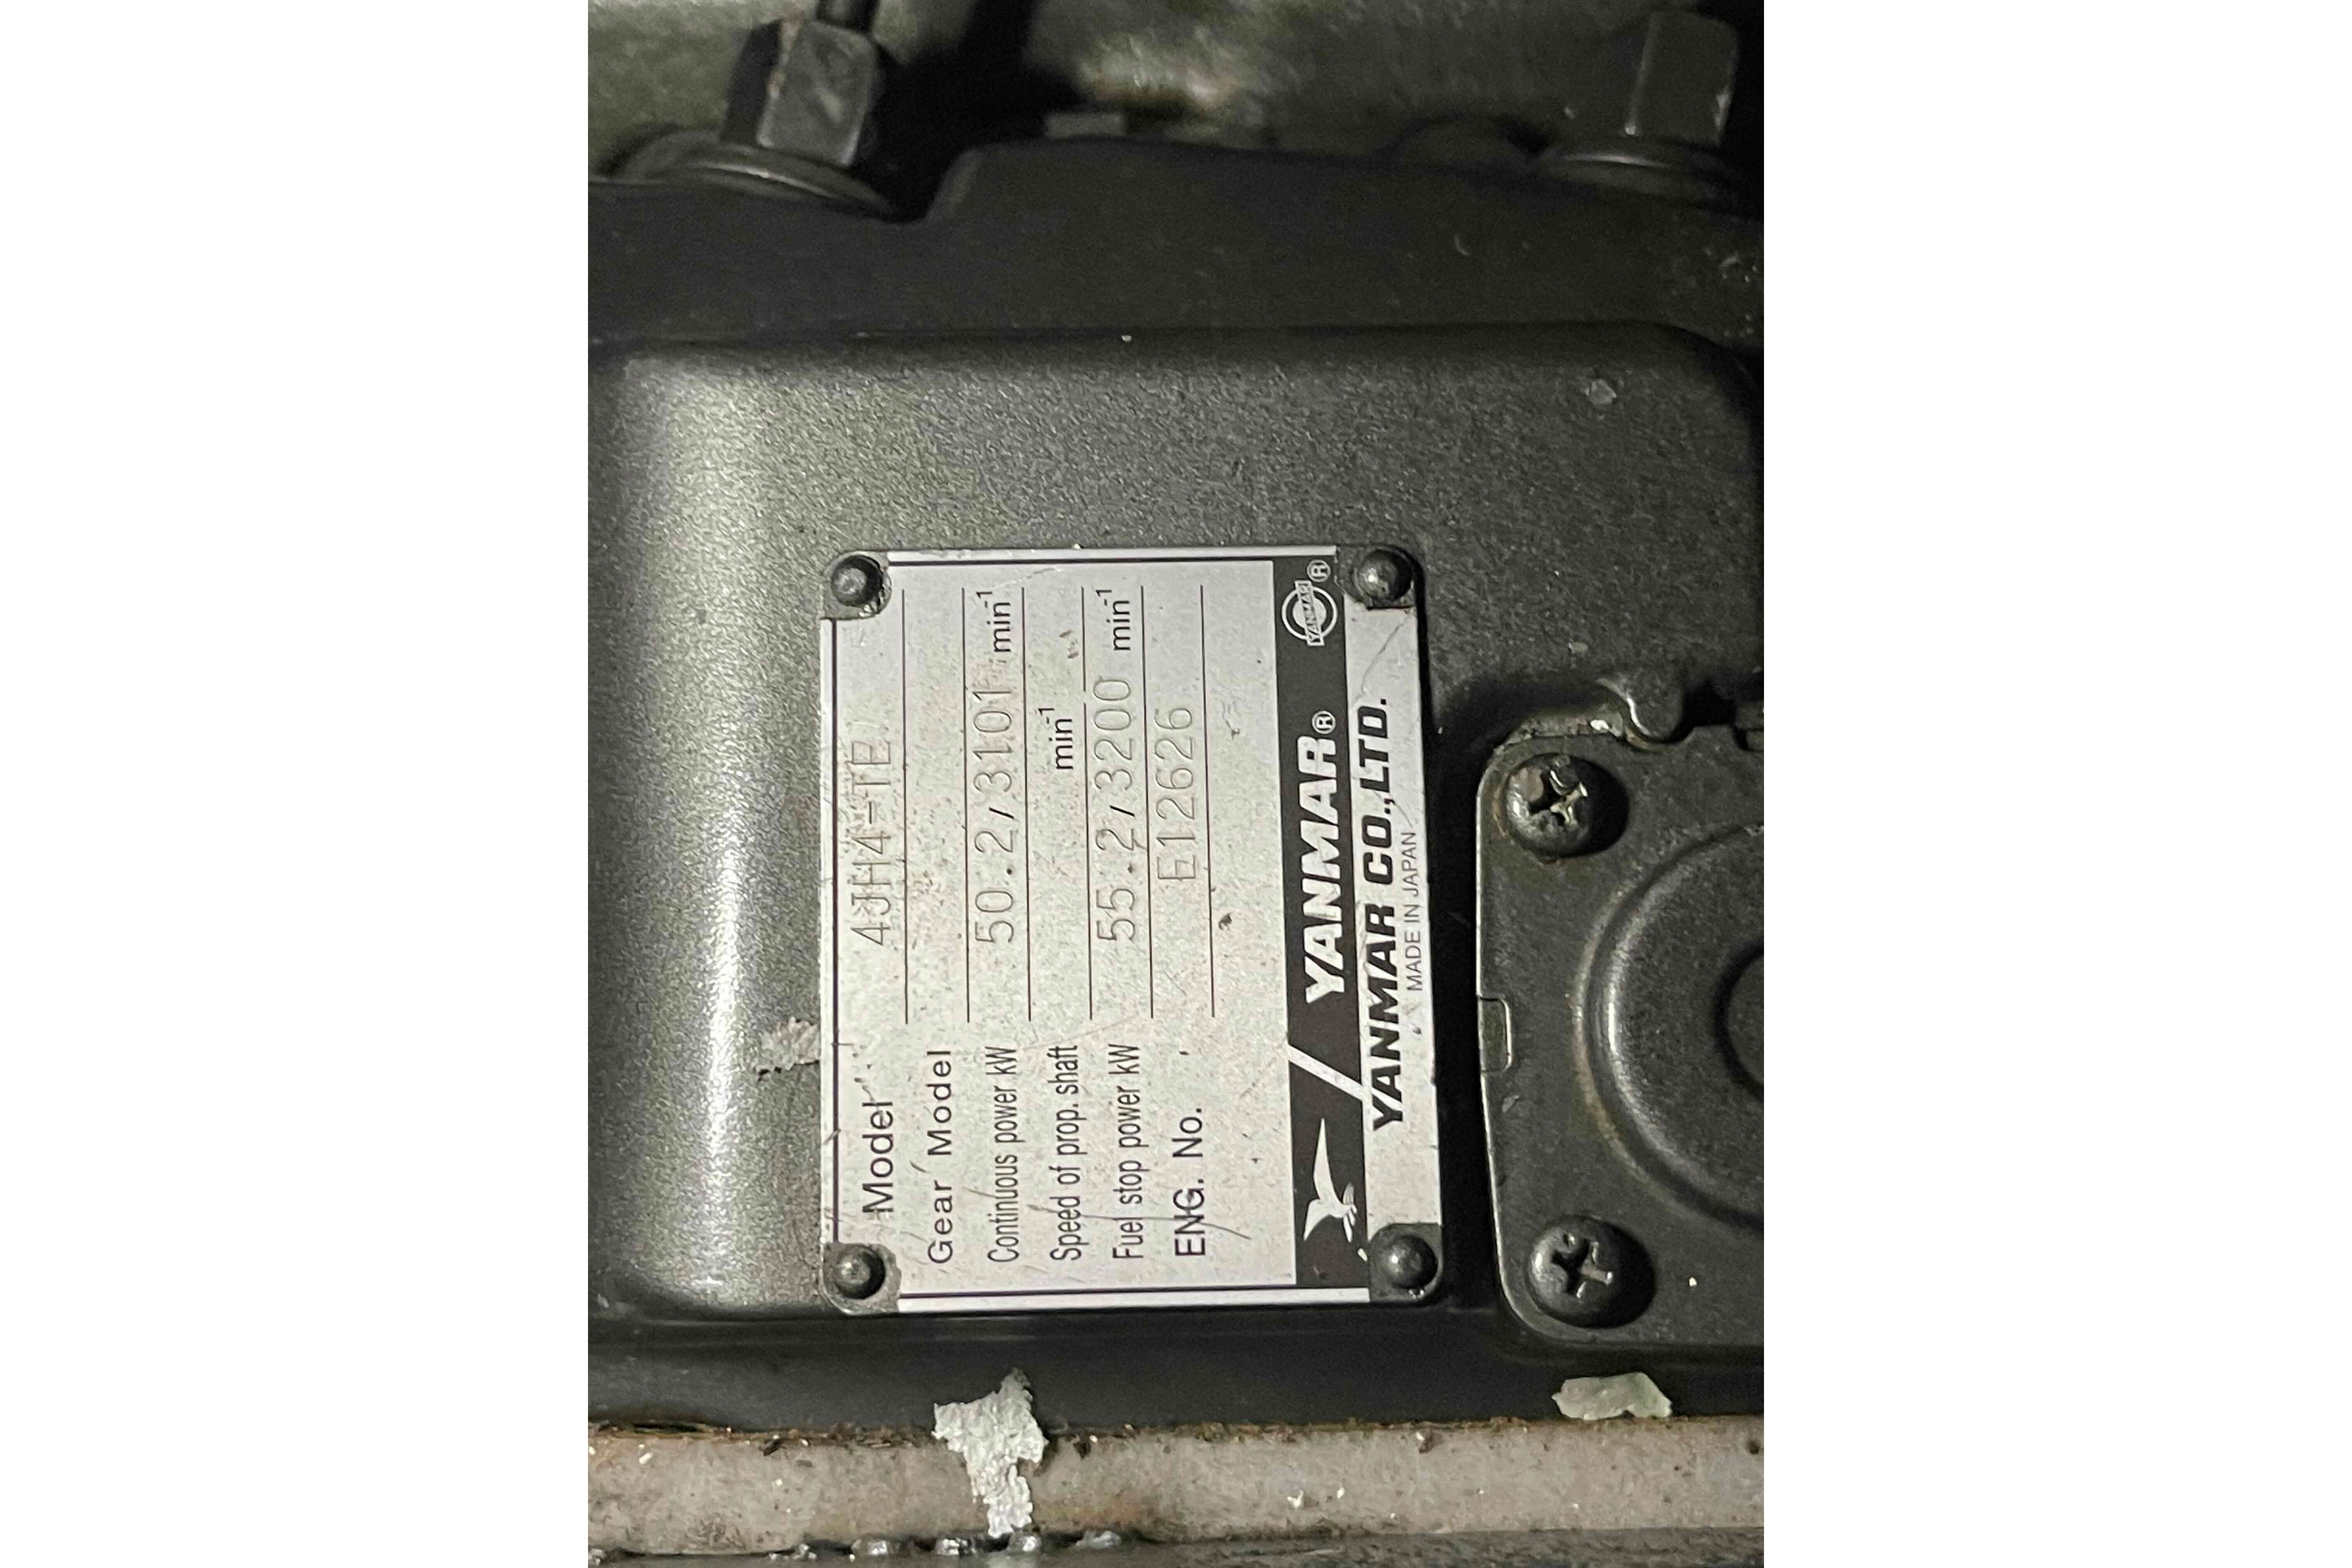 Model 4JH4-TE
Gear Model
Continuous power kW 50.2/3101 min⁻¹
Speed of prop. shaft min⁻¹
Fuel stop power kW 55.2/3200 min⁻¹
ENG. No. E12626
YANMAR® YANMAR®
YANMAR CO.,LTD.
MADE IN JAPAN